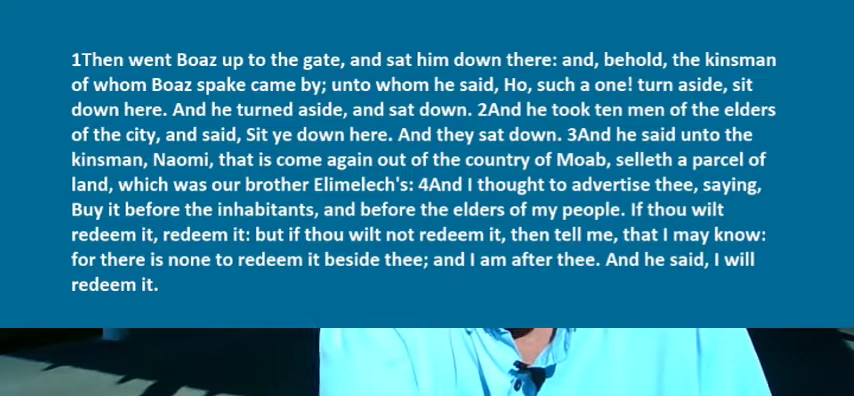 1Then went Boaz up to the gate, and sat him down there: and, behold, the kinsman
of whom Boaz spake came by; unto whom he said, Ho, such a one! turn aside, sit
down here. And he turned aside, and sat down. 2And he took ten men of the elders
of the city, and said, Sit ye down here. And they sat down. 3And he said unto the
kinsman, Naomi, that is come again out of the country of Moab, selleth a parcel of
land, which was our brother Elimelech's: 4And I thought to advertise thee, saying,
Buy it before the inhabitants, and before the elders of my people. If thou wilt
redeem it, redeem it: but if thou wilt not redeem it, then tell me, that I may know:
for there is none to redeem it beside thee; and I am after thee. And he said, I will
redeem it.